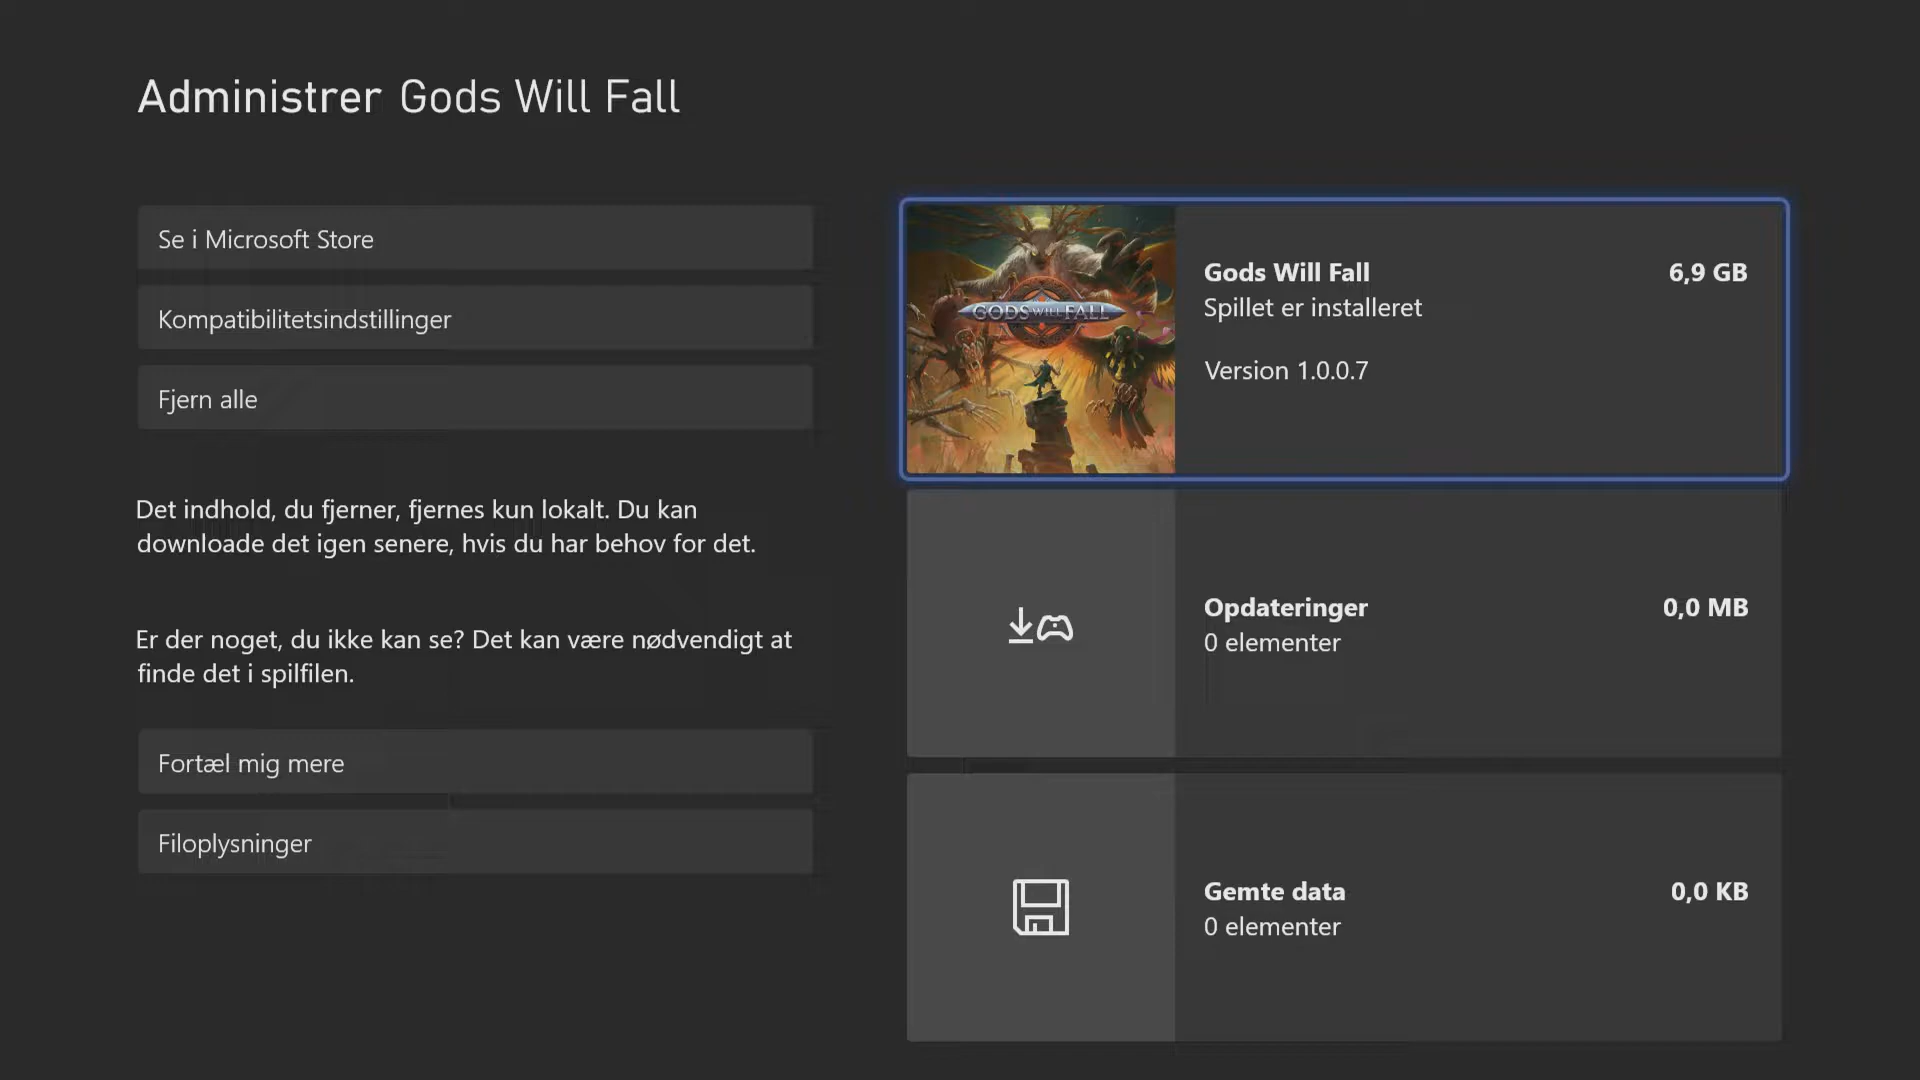 Administrer Gods Will Fall
Se i Microsoft Store
Kompatibilitetsindstillinger
Fjern alle
Det indhold, du fjerner, fjernes kun lokalt. Du kan
downloade det igen senere, hvis du har behov for det.
Er der noget, du ikke kan se? Det kan være nødvendigt at
finde det i spilfilen.
Fortæl mig mere
Filoplysninger
GODS WILL FALL
Gods Will Fall 6,9 GB
Spillet er installeret
Version 1.0.0.7
Opdateringer 0,0 MB
0 elementer
Gemte data 0,0 KB
0 elementer